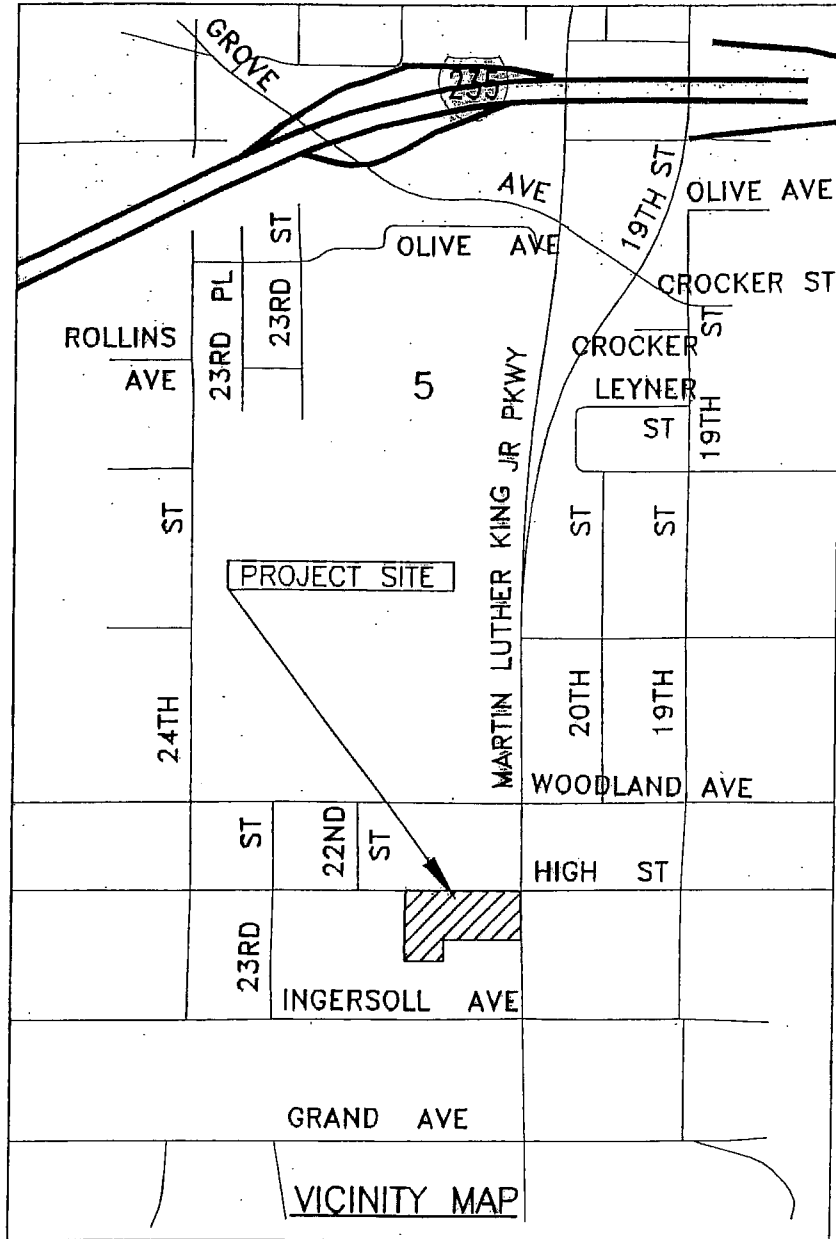 GROVE
AVE
235
19TH ST
OLIVE AVE
OLIVE AVE
23RD PL
23RD ST
CROCKER ST
ROLLINS
AVE
CROCKER
ST
LEYNER
ST
5
19TH
MARTIN LUTHER KING JR PKWY
ST
ST
ST
PROJECT SITE
24TH
20TH
19TH
WOODLAND AVE
ST
22ND
ST
HIGH ST
23RD
INGERSOLL AVE
GRAND AVE
VICINITY MAP